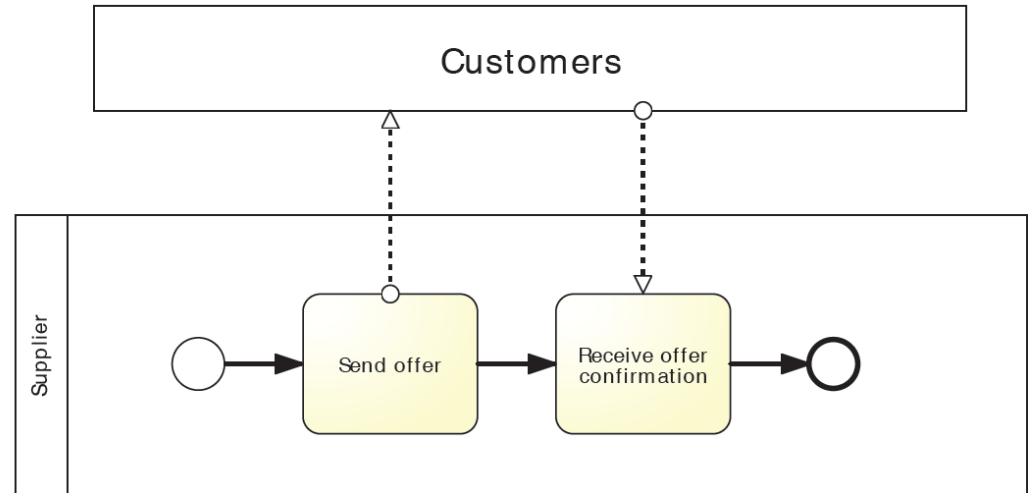 Customers
Supplier
Send offer
Receive offer
confirmation